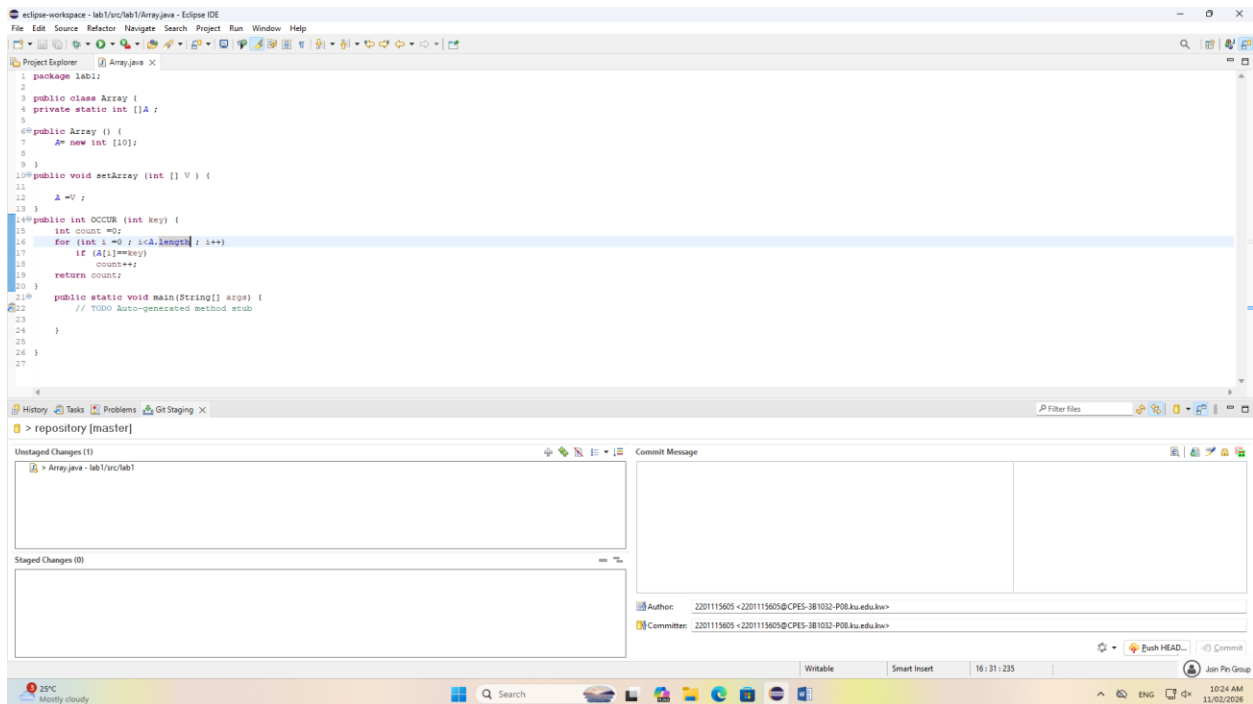 eclipse-workspace - lab1/src/lab1/Array.java - Eclipse IDE
File Edit Source Refactor Navigate Search Project Run Window Help
Project Explorer
Array.java
1 package lab1;
2
3 public class Array {
4 private static int []A ;
5
6 public Array () {
7 A= new int [10];
8
9 }
10 public void setArray (int [] V ) {
11
12 A =V ;
13 }
14 public int OCCUR (int key) {
15 int count =0;
16 for (int i =0 ; i<A.length ; i++)
17 if (A[i]==key)
18 count++;
19 return count;
20 }
21 public static void main(String[] args) {
22 // TODO Auto-generated method stub
23
24 }
25
26 }
27
History Tasks Problems Git Staging
Filter files
> repository [master]
Unstaged Changes (1)
> Array.java - lab1/src/lab1
Staged Changes (0)
Commit Message
Author: 2201115605 <2201115605@CPES-3B1032-P08.ku.edu.kw>
Committer: 2201115605 <2201115605@CPES-3B1032-P08.ku.edu.kw>
Push HEAD... Commit
Writable Smart Insert 16 : 31 : 235 Join Pin Group
3
25°C
Mostly cloudy
Search
ENG
10:24 AM
11/02/2026